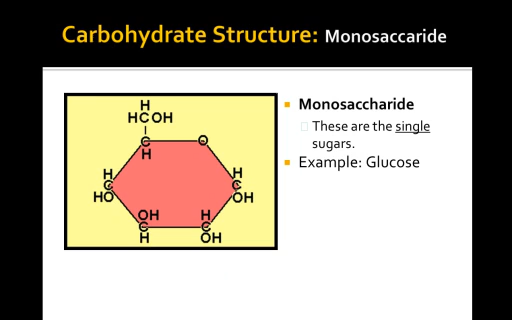 Carbohydrate Structure: Monosaccaride
H
HCOH
C
O
H
H
C
HO
H
C
OH
OH
C
H
H
C
OH
Monosaccharide
These are the single
sugars.
Example: Glucose